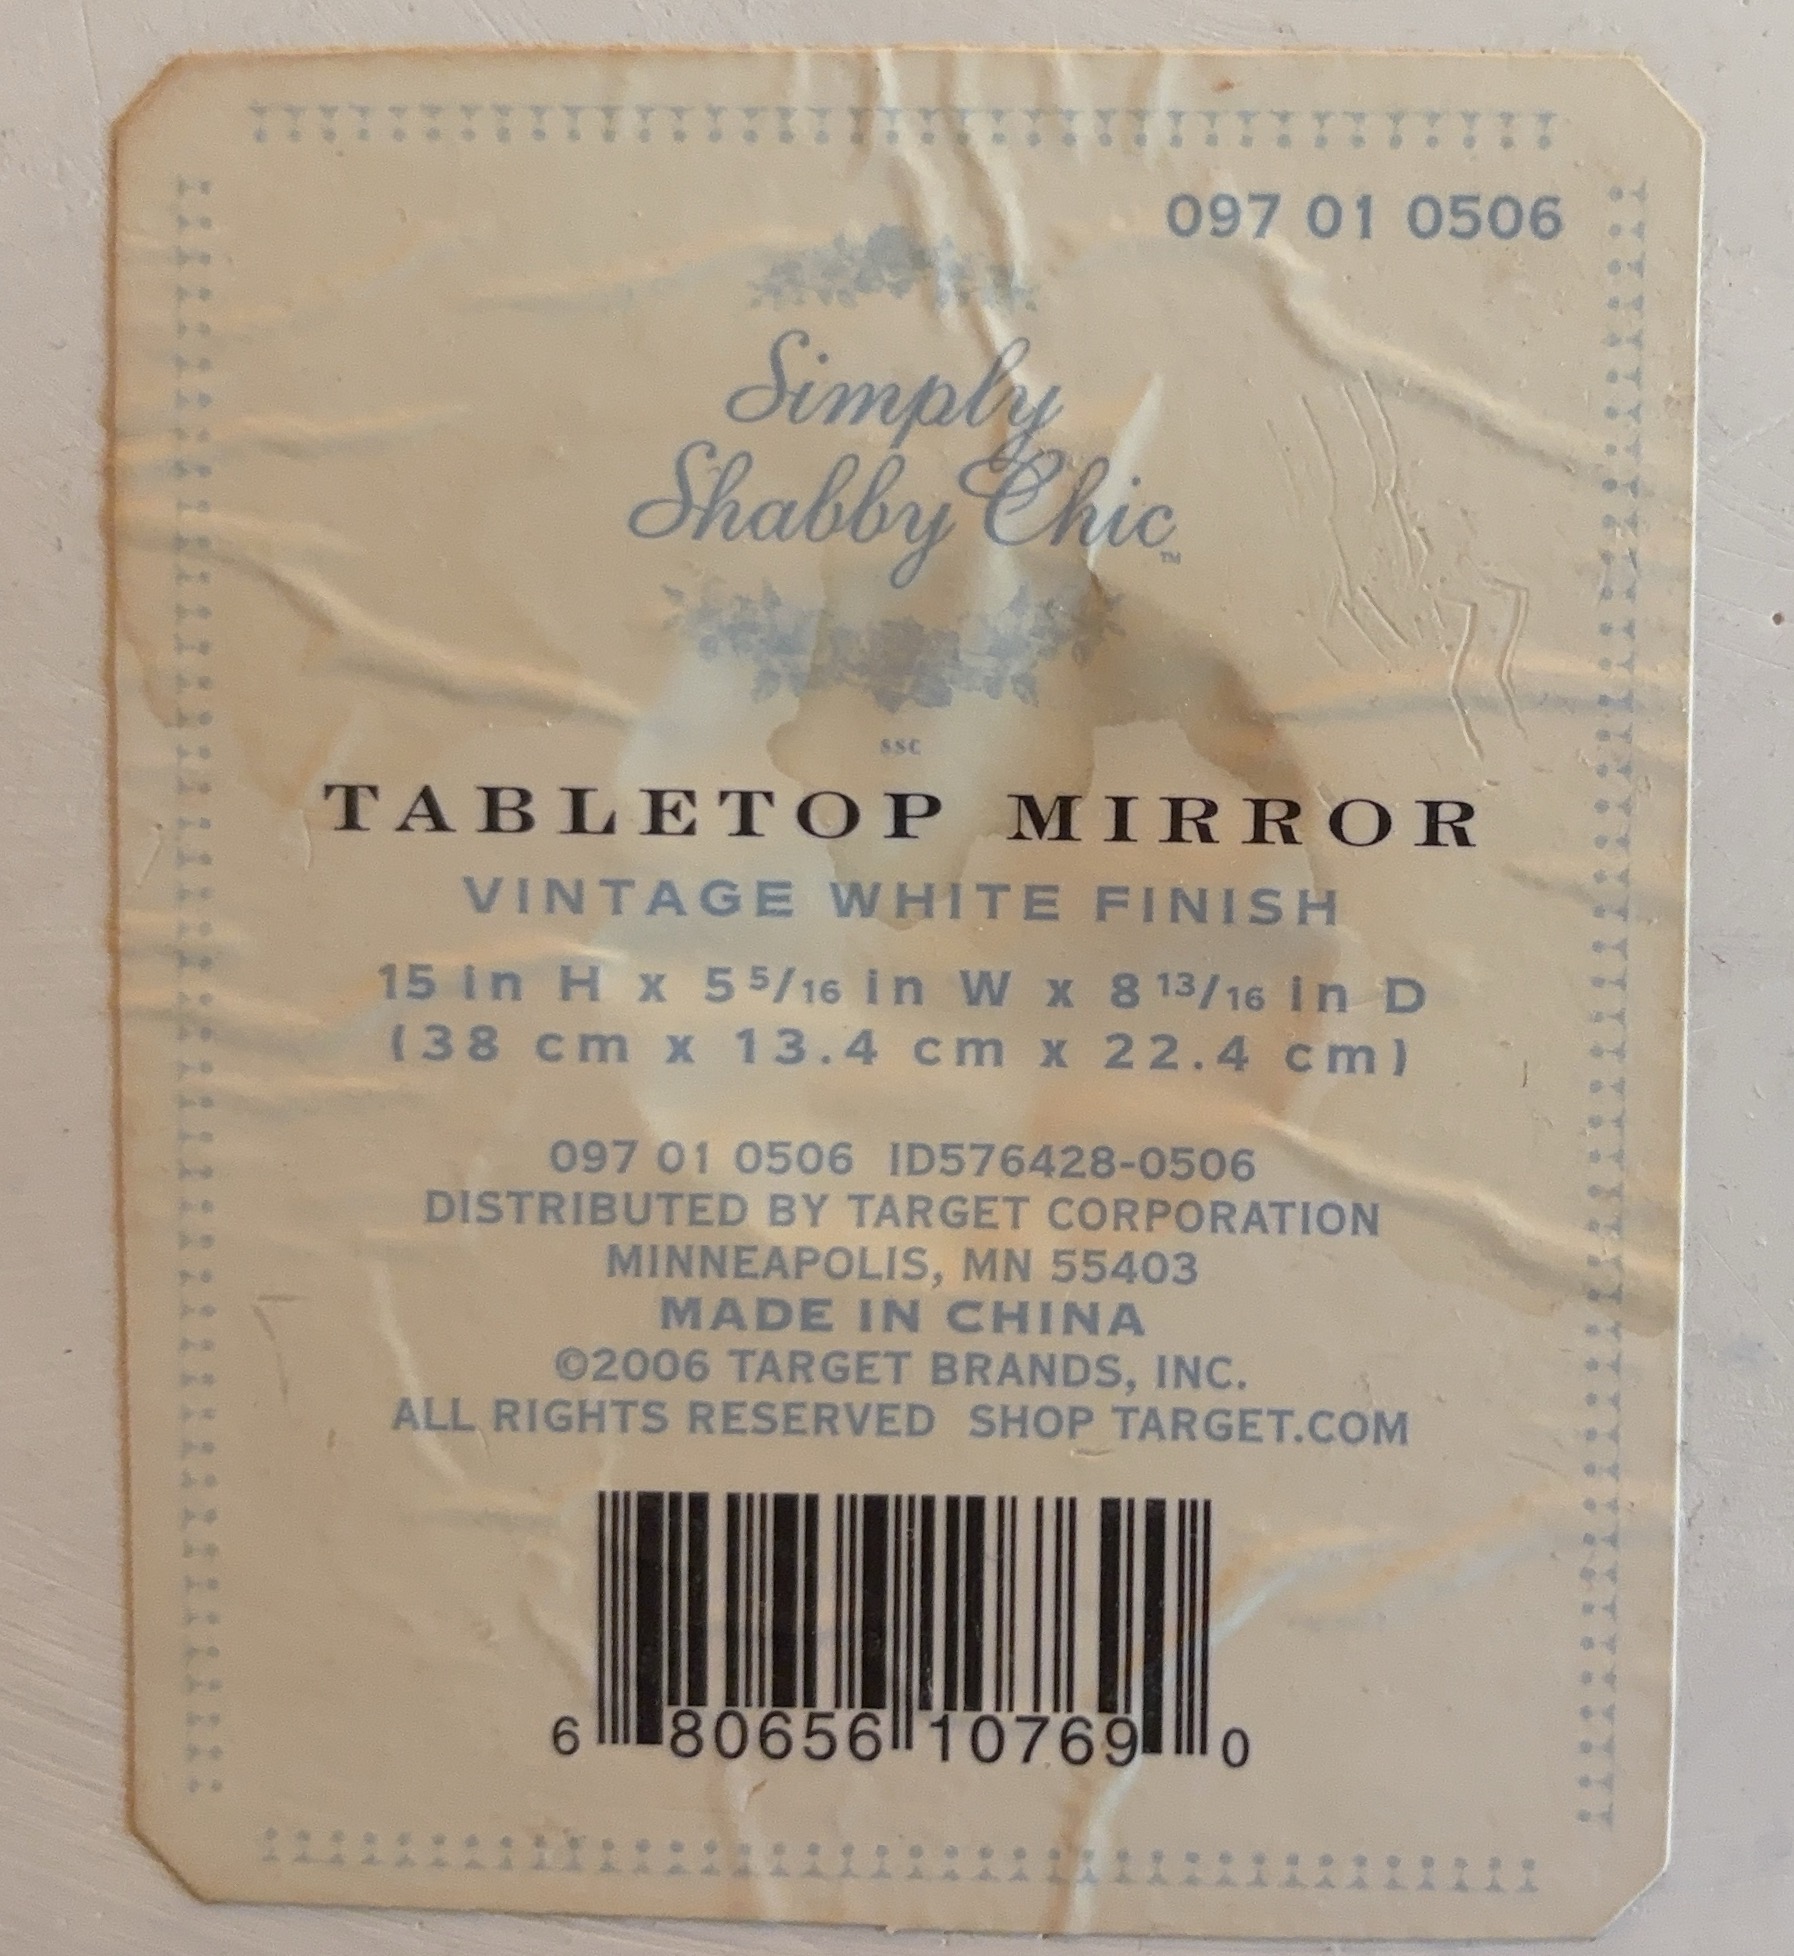 097 01 0506
Simply
Shabby Chic™
SSC
TABLETOP MIRROR
VINTAGE WHITE FINISH
15 in H x 5 5/16 in W x 8 13/16 in D
(38 cm x 13.4 cm x 22.4 cm)
097 01 0506 ID576428-0506
DISTRIBUTED BY TARGET CORPORATION
MINNEAPOLIS, MN 55403
MADE IN CHINA
©2006 TARGET BRANDS, INC.
ALL RIGHTS RESERVED SHOP TARGET.COM
6 80656 10769 0